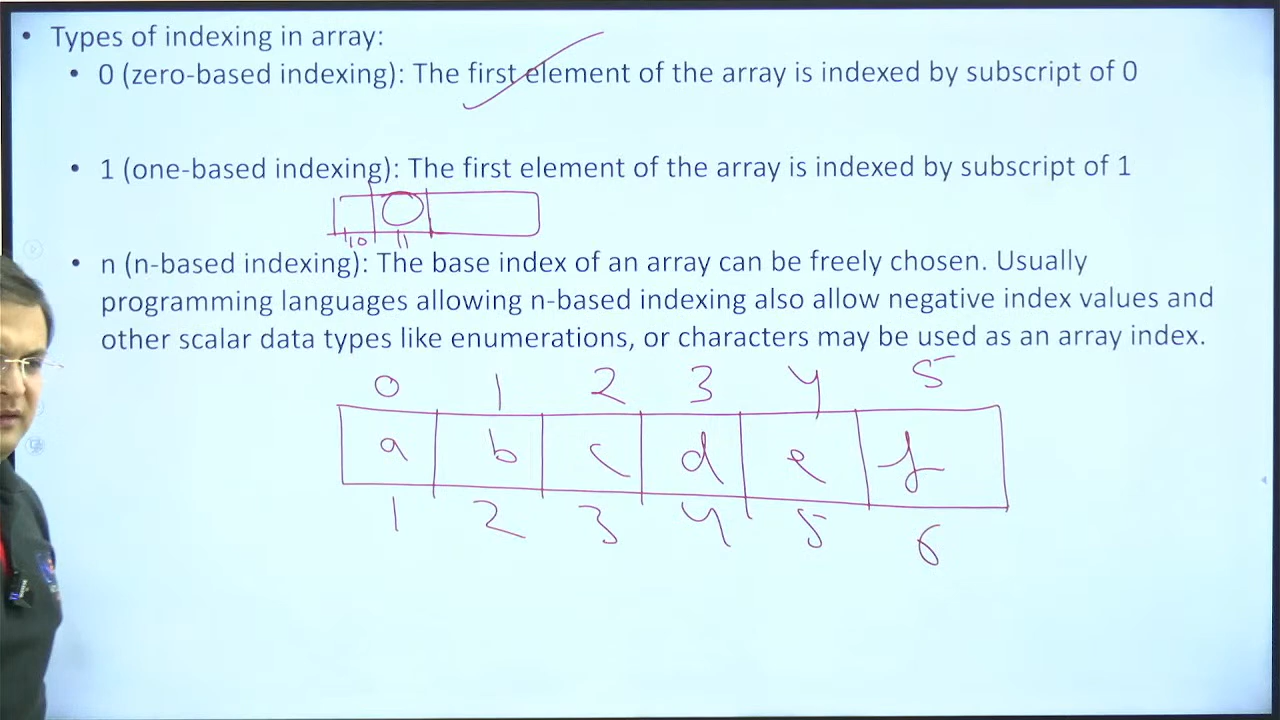 • Types of indexing in array:
• 0 (zero-based indexing): The first element of the array is indexed by subscript of 0
• 1 (one-based indexing): The first element of the array is indexed by subscript of 1
10 11
• n (n-based indexing): The base index of an array can be freely chosen. Usually
programming languages allowing n-based indexing also allow negative index values and
other scalar data types like enumerations, or characters may be used as an array index.
0 1 2 3 4 5
a b c d e f
1 2 3 4 5 6